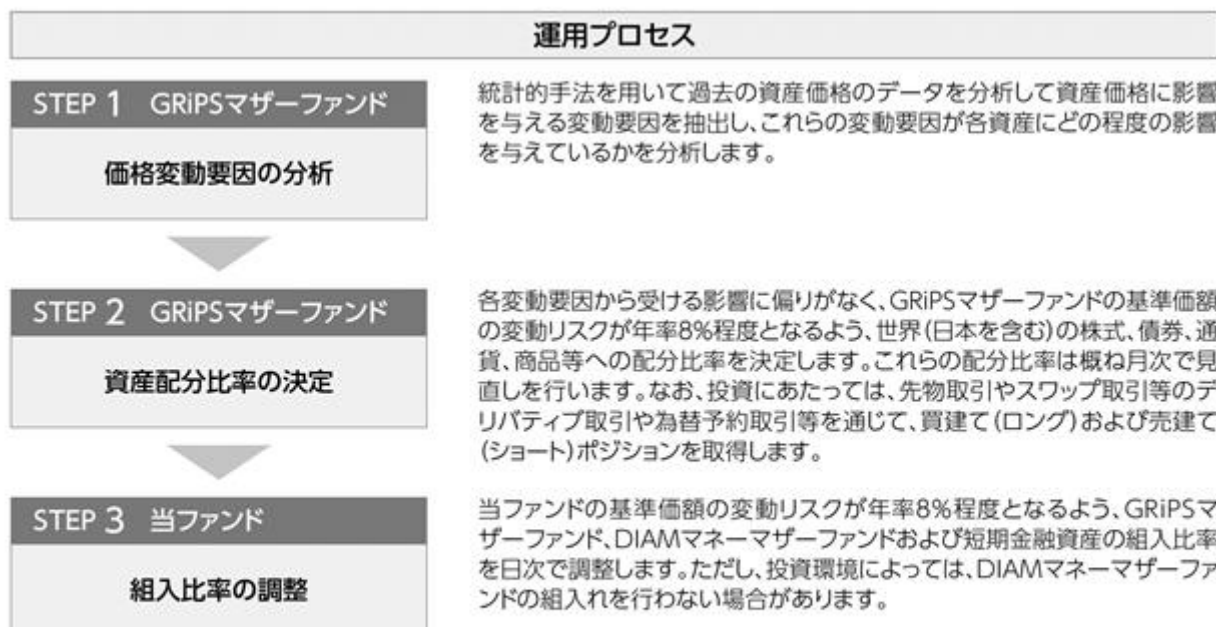 運用プロセス
STEP 1 GRiPSマザーファンド
価格変動要因の分析
統計的手法を用いて過去の資産価格のデータを分析して資産価格に影響
を与える変動要因を抽出し、これらの変動要因が各資産にどの程度の影響
を与えているかを分析します。
STEP 2 GRiPSマザーファンド
資産配分比率の決定
各変動要因から受ける影響に偏りがなく、GRiPSマザーファンドの基準価額
の変動リスクが年率8%程度となるよう、世界(日本を含む)の株式、債券、通
貨、商品等への配分比率を決定します。これらの配分比率は概ね月次で見
直しを行います。なお、投資にあたっては、先物取引やスワップ取引等のデ
リバティブ取引や為替予約取引等を通じて、買建て(ロング)および売建て
(ショート)ポジションを取得します。
STEP 3 当ファンド
組入比率の調整
当ファンドの基準価額の変動リスクが年率8%程度となるよう、GRiPSマ
ザーファンド、DIAMマネーマザーファンドおよび短期金融資産の組入比率
を日次で調整します。ただし、投資環境によっては、DIAMマネーマザーファ
ンドの組入れを行わない場合があります。